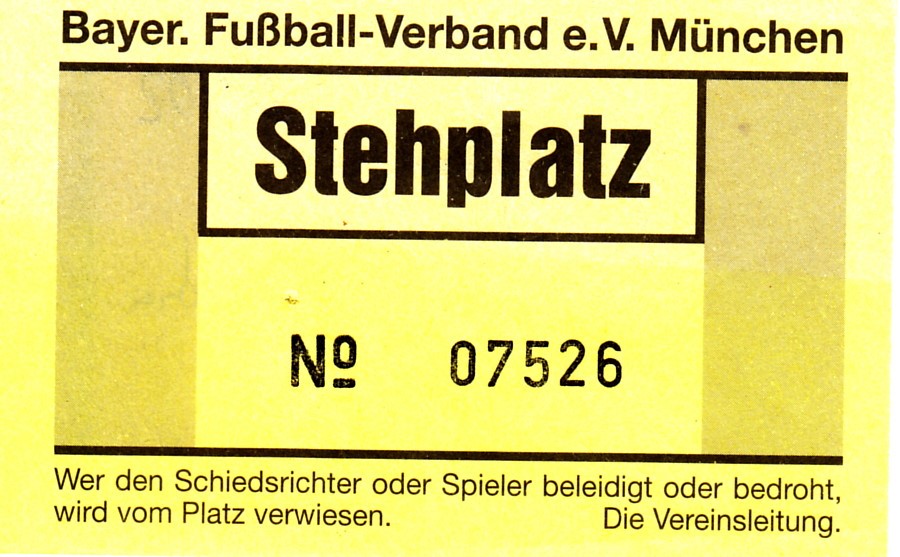 Bayer. Fußball-Verband e.V. München
Stehplatz
Nº 07526
Wer den Schiedsrichter oder Spieler beleidigt oder bedroht,
wird vom Platz verwiesen. Die Vereinsleitung.